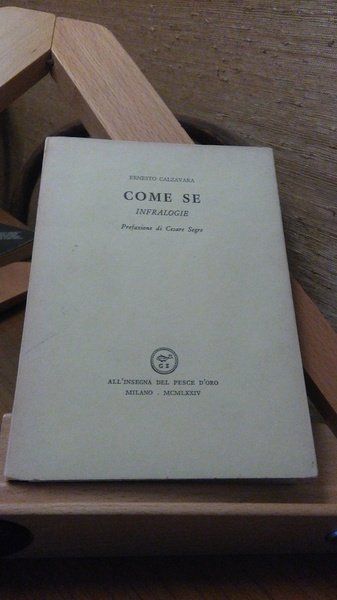 ERNESTO CALZAVARA
COME SE
INFRALOGIE
Prefazione di Cesare Segre
ALL'INSEGNA DEL PESCE D'ORO
MILANO - MCMLXXIV